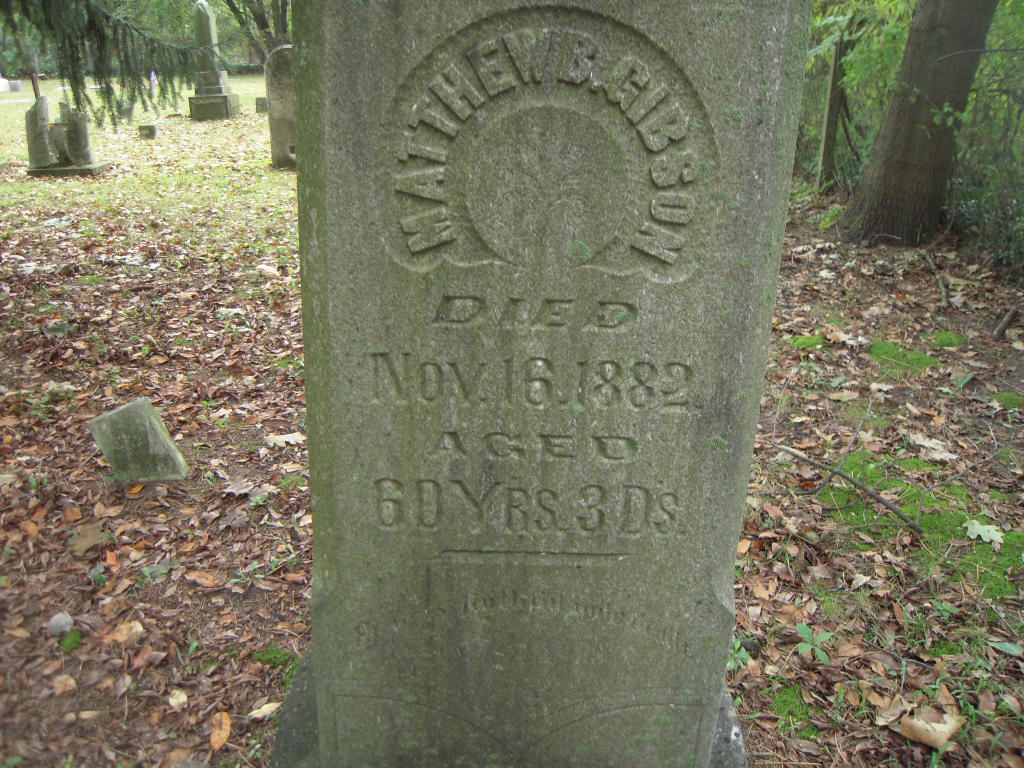 MATTHEW B. GIBSON
DIED
NOV. 16. 1882.
AGED
60 YRS. 3 DS.